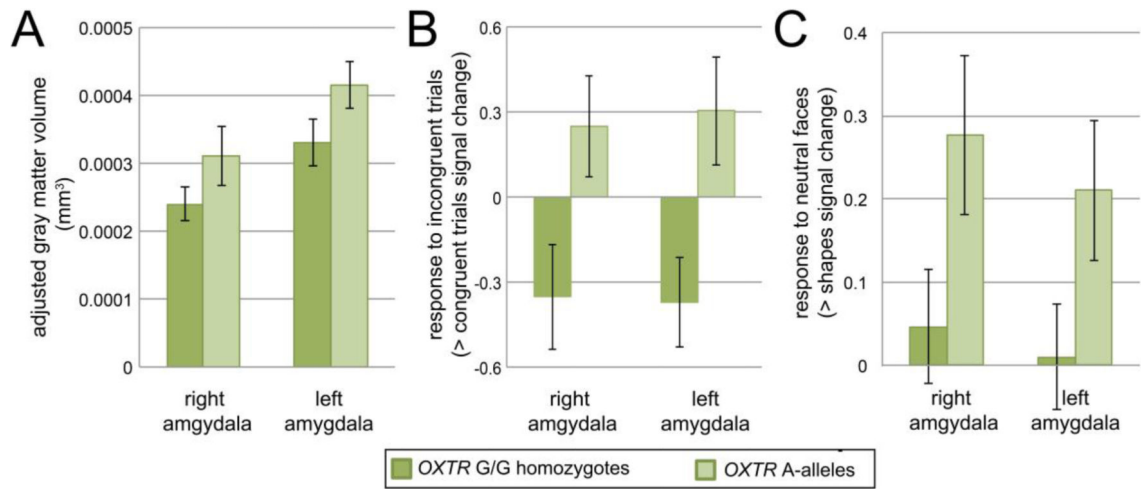 A
adjusted gray matter volume
(mm³)
0.0005
0.0004
0.0003
0.0002
0.0001
0
right
amgydala
left
amygdala
B
response to incongruent trials
(> congruent trials signal change)
0.6
0.3
0
-0.3
-0.6
right
amgydala
left
amygdala
C
response to neutral faces
(> shapes signal change)
0.4
0.3
0.2
0.1
0
right
amgydala
left
amygdala
OXTR G/G homozygotes
OXTR A-alleles